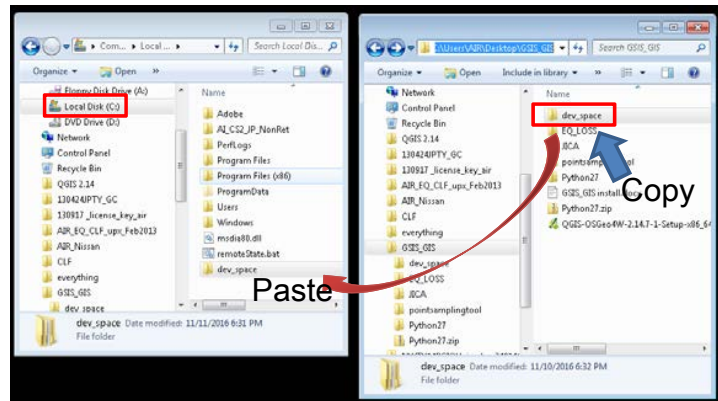 Com... ▸ Local ... ▸
Search Local Dis...
Organize ▾ Open »
Floppy Disk Drive (A:)
Local Disk (C:)
DVD Drive (D:)
Network
Control Panel
Recycle Bin
QGIS 2.14
130424JPTY_GC
130917_license_key_air
AIR_EQ_CLF_upx_Feb2013
AIR_Nissan
CLF
everything
GSIS_GIS
dev_space
Name
Adobe
AI_CS2_JP_NonRet
PerfLogs
Program Files
Program Files (x86)
ProgramData
Users
Windows
msdia80.dll
remoteState.bat
dev_space
dev_space Date modified: 11/11/2016 6:31 PM
File folder
Paste
C:\Users\AIR\Desktop\GSIS_GIS
Search GSIS_GIS
Organize ▾ Open Include in library ▾ »
Network
Control Panel
Recycle Bin
QGIS 2.14
130424JPTY_GC
130917_license_key_air
AIR_EQ_CLF_upx_Feb2013
AIR_Nissan
CLF
everything
GSIS_GIS
dev_space
EQ_LOSS
JICA
pointsamplingtool
Python27
Python27.zip
Name
dev_space
EQ_LOSS
JICA
pointsamplingtool
Python27
GSIS_GIS install.docx
Python27.zip
QGIS-OSGeo4W-2.14.7-1-Setup-x86_64
Copy
dev_space Date modified: 11/10/2016 6:32 PM
File folder